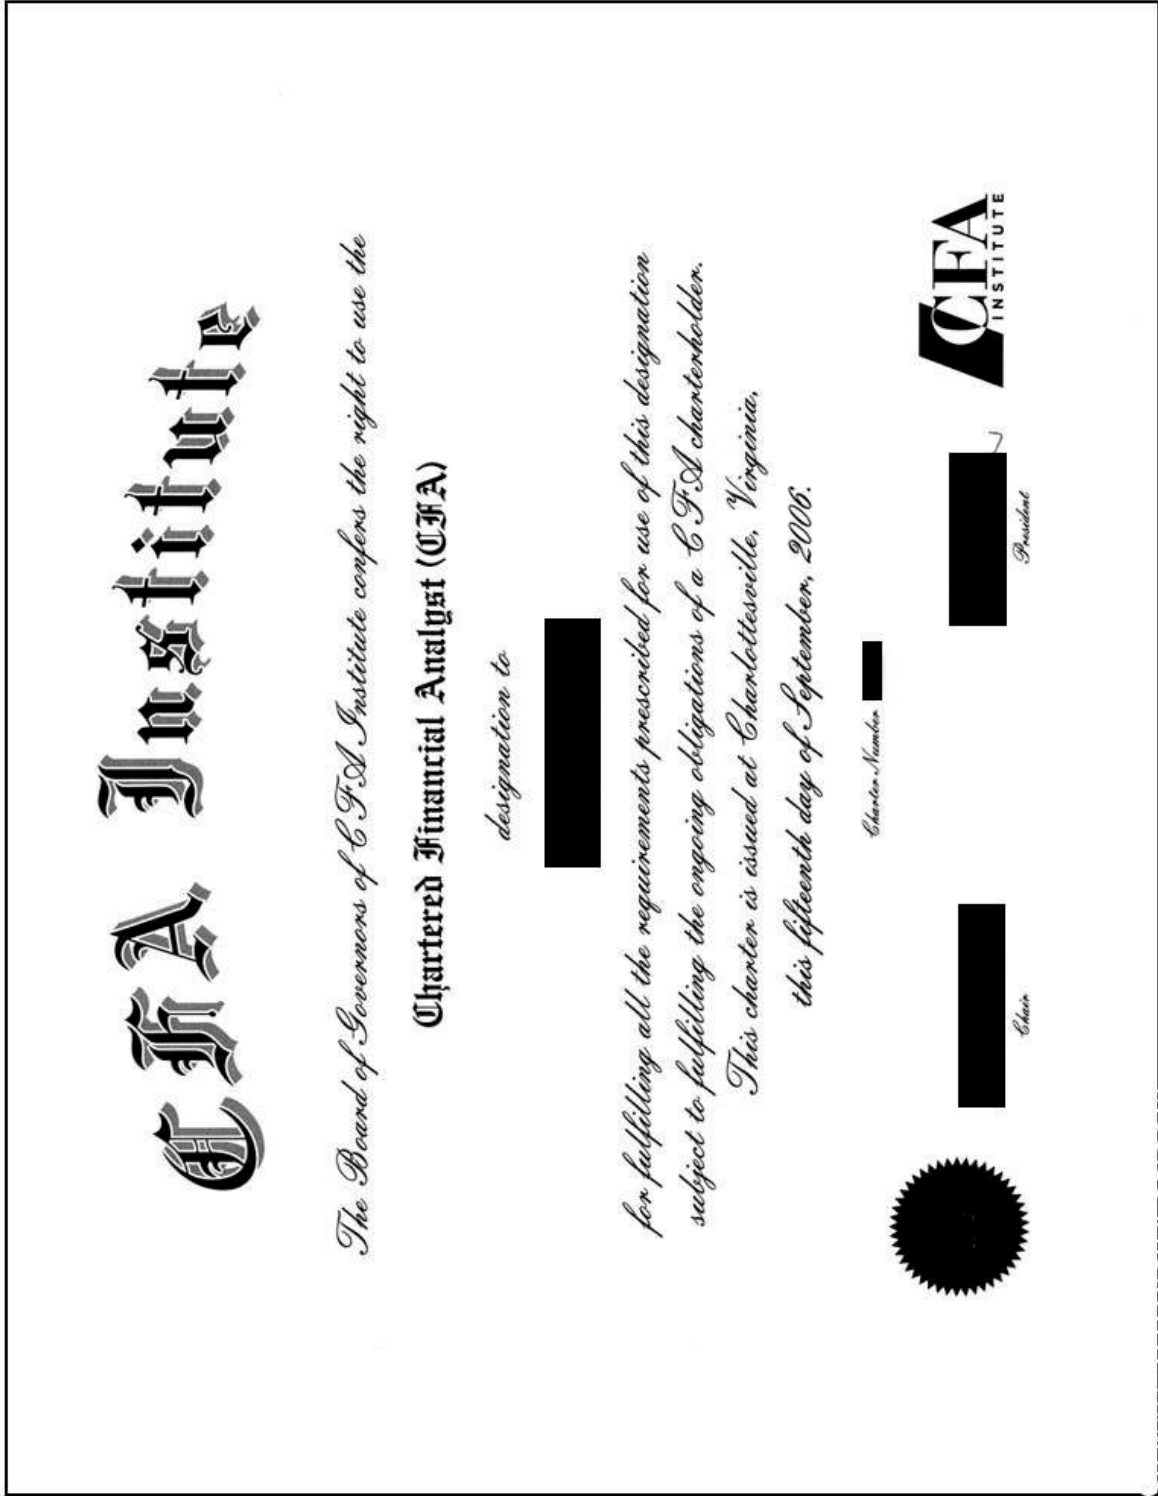 CFA Institute
The Board of Governors of CFA Institute confers the right to use the
Chartered Financial Analyst (CFA)
designation to
for fulfilling all the requirements prescribed for use of this designation
subject to fulfilling the ongoing obligations of a CFA charterholder.
This charter is issued at Charlottesville, Virginia,
this fifteenth day of September, 2006.
Charter Number
Chair
President
CFA
INSTITUTE